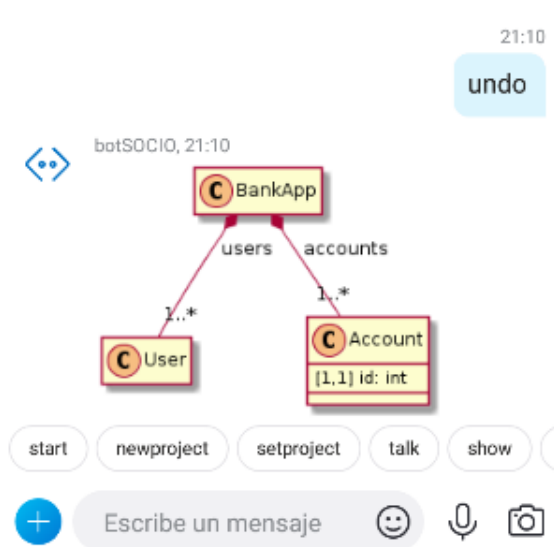 21:10
undo
botSOCIO, 21:10
C BankApp
users accounts
1..* 1..*
C User
C Account
[1,1] id: int
start newproject setproject talk show
Escribe un mensaje